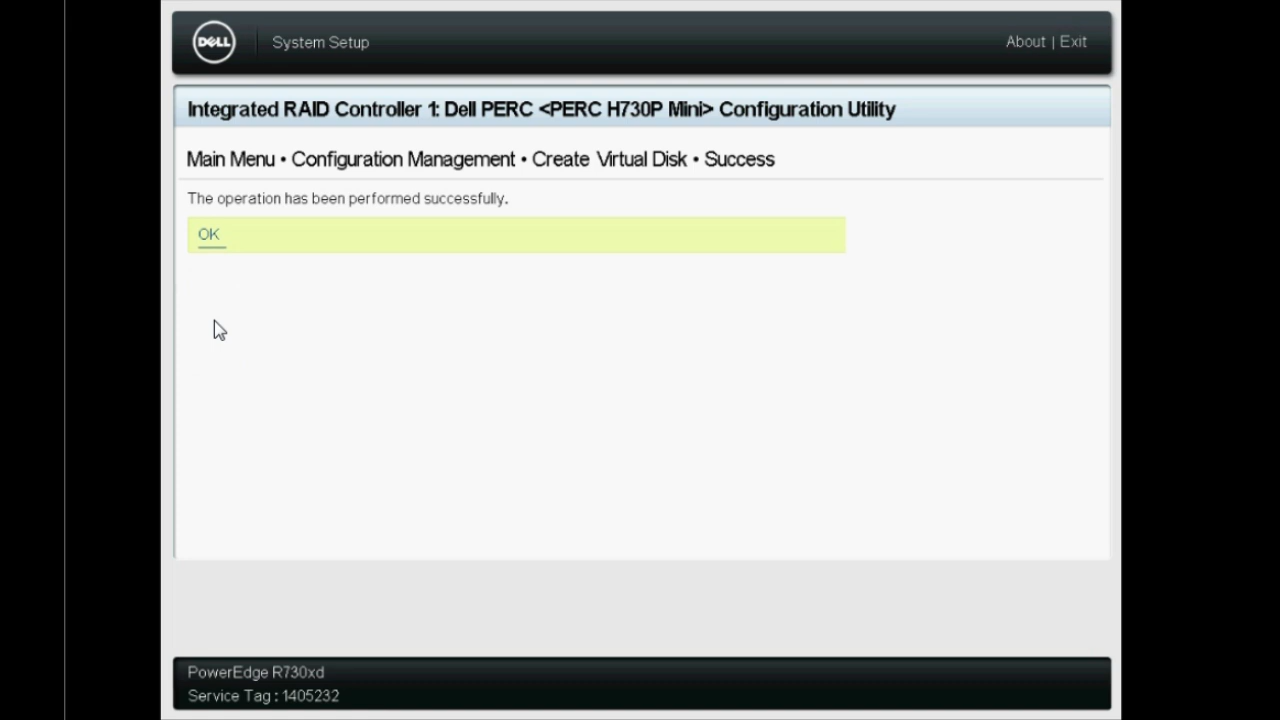 DELL
System Setup
About | Exit
Integrated RAID Controller 1: Dell PERC <PERC H730P Mini> Configuration Utility
Main Menu • Configuration Management • Create Virtual Disk • Success
The operation has been performed successfully.
OK
PowerEdge R730xd
Service Tag : 1405232